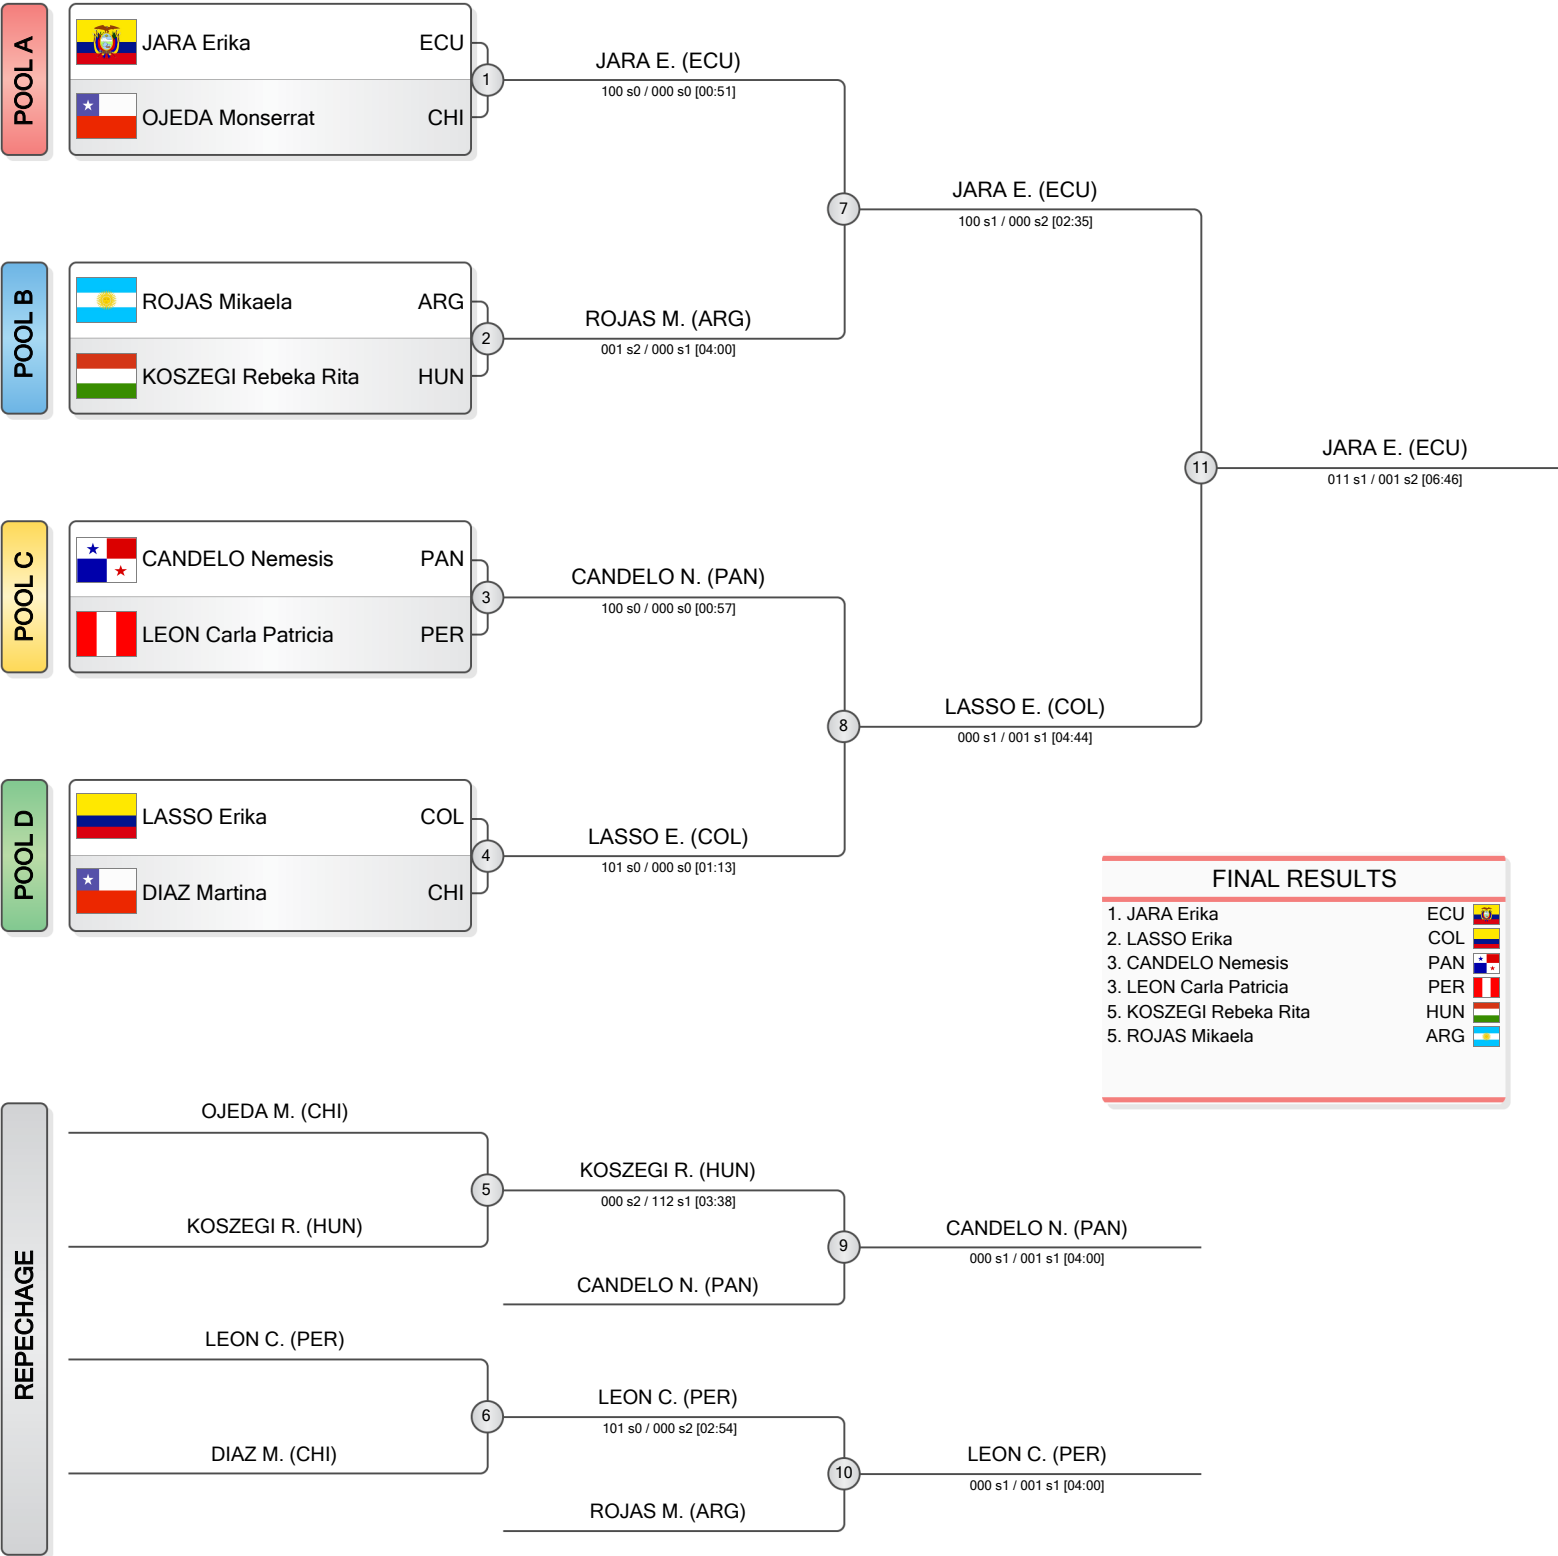 POOL A
JARA Erika ECU
OJEDA Monserrat CHI
1
JARA E. (ECU)
100 s0 / 000 s0 [00:51]
7
JARA E. (ECU)
100 s1 / 000 s2 [02:35]
POOL B
ROJAS Mikaela ARG
KOSZEGI Rebeka Rita HUN
2
ROJAS M. (ARG)
001 s2 / 000 s1 [04:00]
11
JARA E. (ECU)
011 s1 / 001 s2 [06:46]
POOL C
CANDELO Nemesis PAN
LEON Carla Patricia PER
3
CANDELO N. (PAN)
100 s0 / 000 s0 [00:57]
8
LASSO E. (COL)
000 s1 / 001 s1 [04:44]
POOL D
LASSO Erika COL
DIAZ Martina CHI
4
LASSO E. (COL)
101 s0 / 000 s0 [01:13]
FINAL RESULTS
1. JARA Erika ECU
2. LASSO Erika COL
3. CANDELO Nemesis PAN
3. LEON Carla Patricia PER
5. KOSZEGI Rebeka Rita HUN
5. ROJAS Mikaela ARG
REPECHAGE
OJEDA M. (CHI)
KOSZEGI R. (HUN)
5
KOSZEGI R. (HUN)
000 s2 / 112 s1 [03:38]
CANDELO N. (PAN)
9
CANDELO N. (PAN)
000 s1 / 001 s1 [04:00]
LEON C. (PER)
DIAZ M. (CHI)
6
LEON C. (PER)
101 s0 / 000 s2 [02:54]
ROJAS M. (ARG)
10
LEON C. (PER)
000 s1 / 001 s1 [04:00]